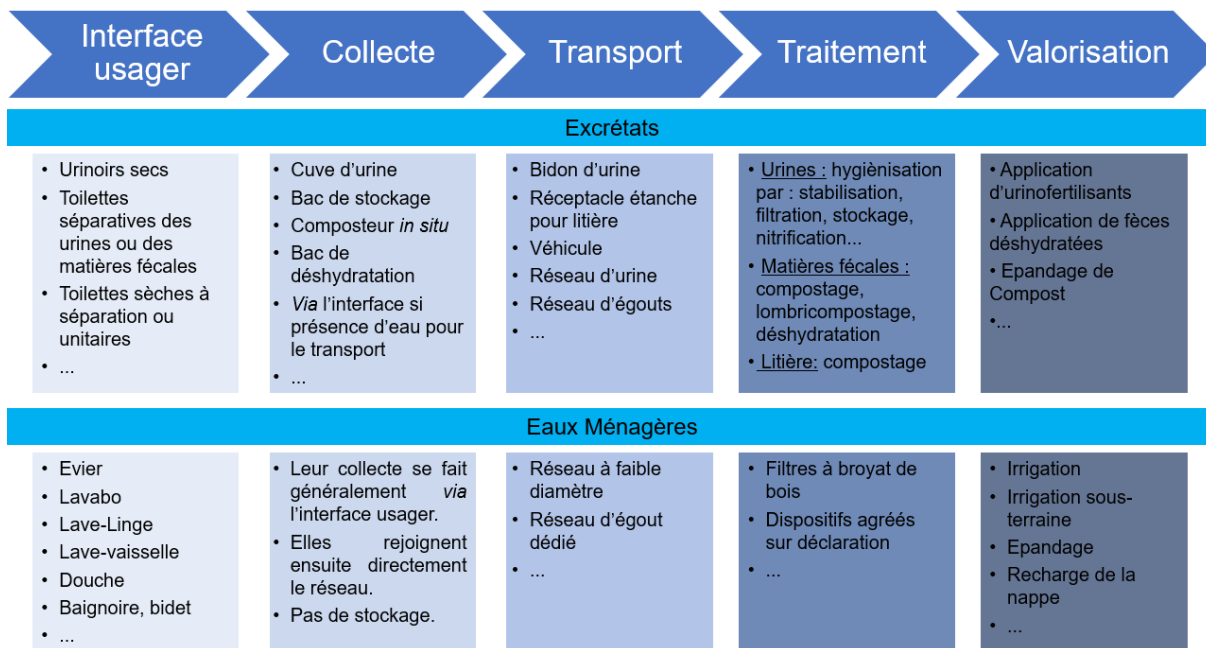 Interface
usager
Collecte
Transport
Traitement
Valorisation
Excrétats
• Urinoirs secs
• Toilettes
séparatives des
urines ou des
matières fécales
• Toilettes sèches à
séparation ou
unitaires
• ...
• Cuve d'urine
• Bac de stockage
• Composteur in situ
• Bac de
déshydratation
• Via l'interface si
présence d'eau pour
le transport
• ...
• Bidon d'urine
• Réceptacle étanche
pour litière
• Véhicule
• Réseau d'urine
• Réseau d'égouts
• ...
• Urines : hygiènisation
par : stabilisation,
filtration, stockage,
nitrification...
• Matières fécales :
compostage,
lombricompostage,
déshydratation
• Litière: compostage
• Application
d'urinofertilisants
• Application de fèces
déshydratées
• Epandage de
Compost
•...
Eaux Ménagères
• Evier
• Lavabo
• Lave-Linge
• Lave-vaisselle
• Douche
• Baignoire, bidet
• ...
• Leur collecte se fait
généralement via
l'interface usager.
• Elles rejoignent
ensuite directement
le réseau.
• Pas de stockage.
• Réseau à faible
diamètre
• Réseau d'égout
dédié
• ...
• Filtres à broyat de
bois
• Dispositifs agréés
sur déclaration
• ...
• Irrigation
• Irrigation sous-
terraine
• Epandage
• Recharge de la
nappe
• ...